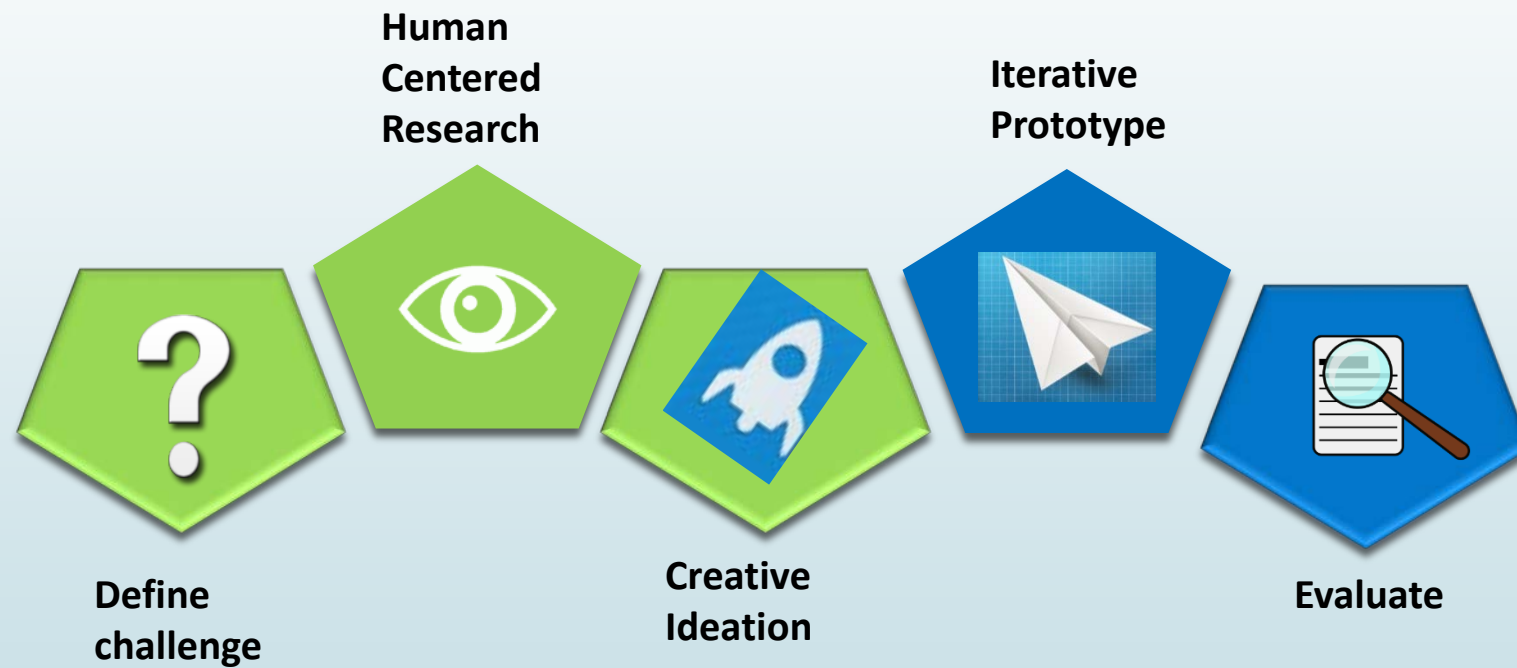 Define
challenge
Human
Centered
Research
Creative
Ideation
Iterative
Prototype
Evaluate